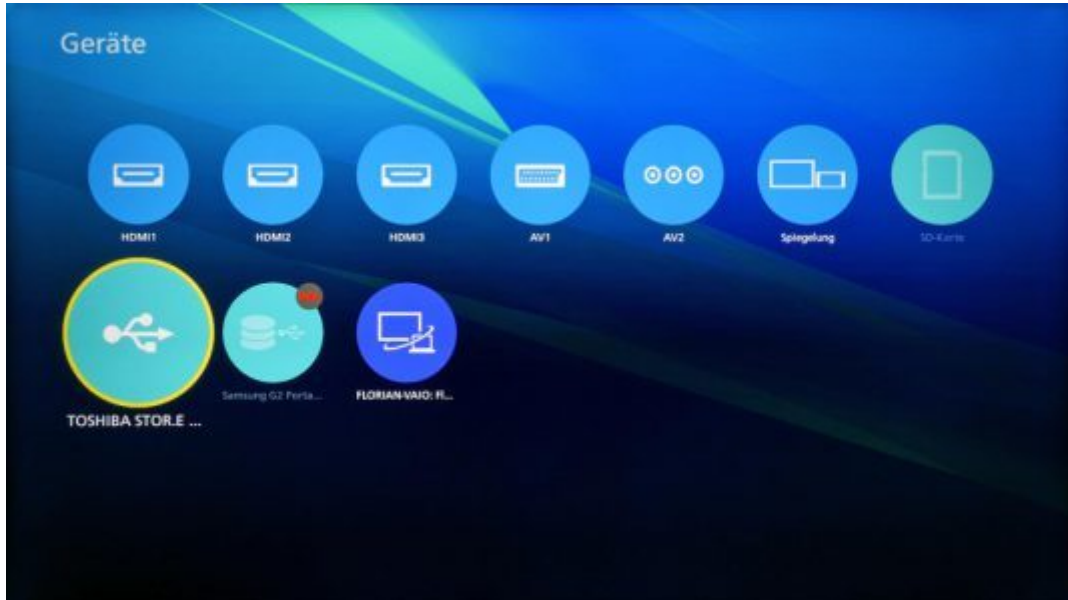 Geräte
HDMI1
HDMI2
HDMI3
AV1
AV2
Spiegelung
SD-Karte
TOSHIBA STOR.E ...
Samsung G2 Porta...
FLORIAN-VAIO: Fl...